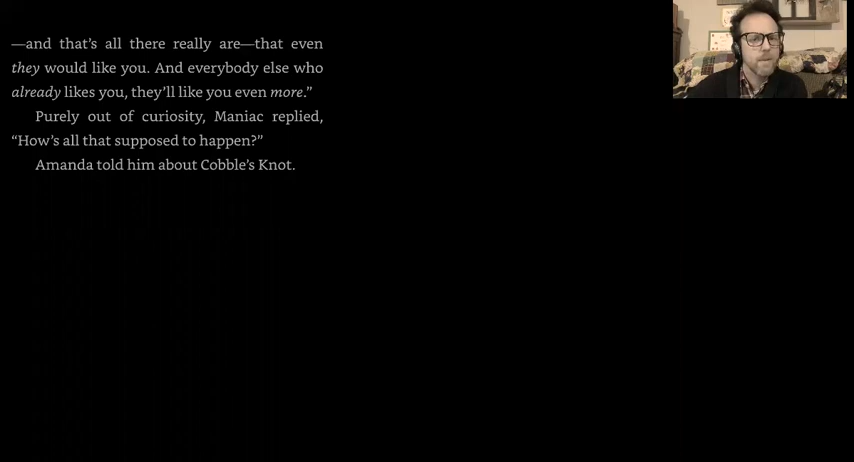 —and that’s all there really are—that even
they would like you. And everybody else who
already likes you, they’ll like you even more.”
Purely out of curiosity, Maniac replied,
“How’s all that supposed to happen?”
Amanda told him about Cobble’s Knot.